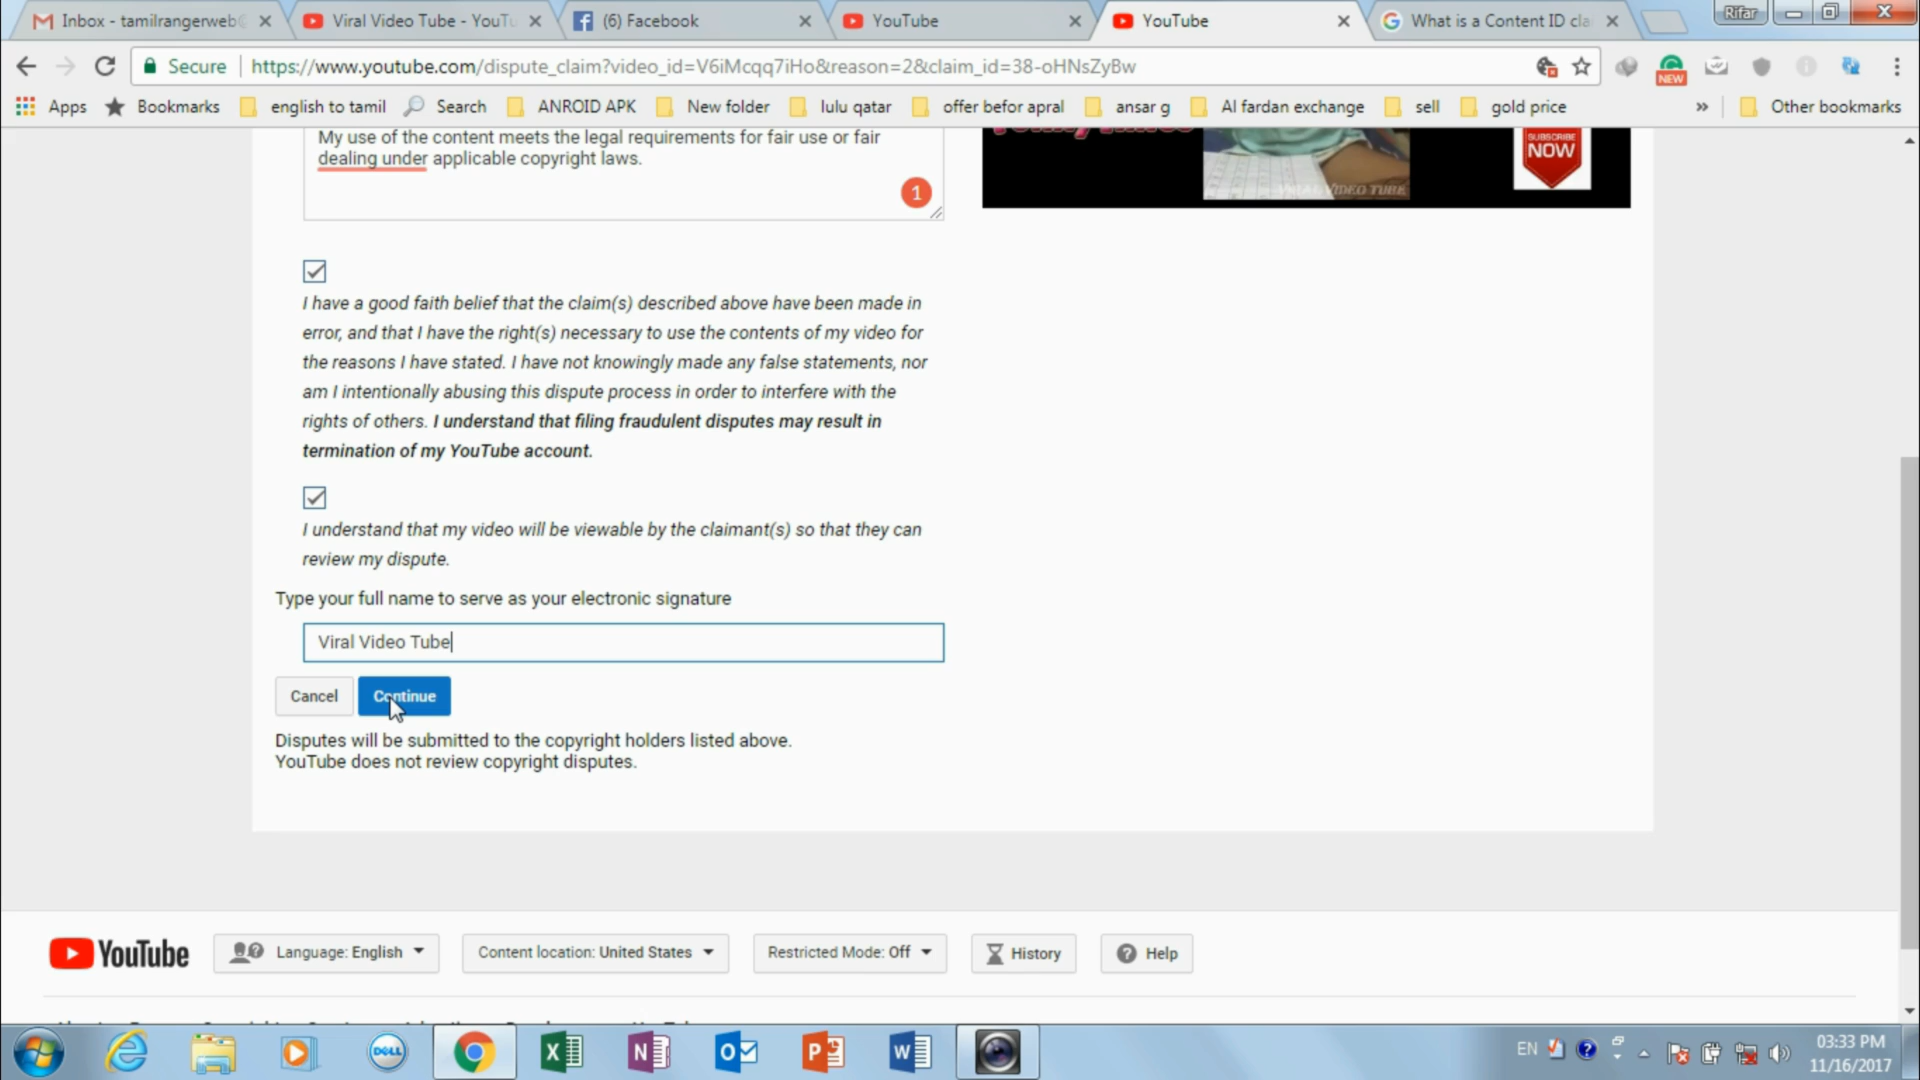 Inbox - tamilrangerweb@
Viral Video Tube - YouTu
(6) Facebook
YouTube
YouTube
What is a Content ID clai
Rifar
Secure
https://www.youtube.com/dispute_claim?video_id=V6iMcqq7iHo&reason=2&claim_id=38-oHNsZyBw
NEW
Apps
Bookmarks
english to tamil
Search
ANROID APK
New folder
lulu qatar
offer befor apral
ansar g
Al fardan exchange
sell
gold price
»
Other bookmarks
My use of the content meets the legal requirements for fair use or fair
dealing under applicable copyright laws.
1
SUBSCRIBE
NOW
VIDEO TUBE
I have a good faith belief that the claim(s) described above have been made in
error, and that I have the right(s) necessary to use the contents of my video for
the reasons I have stated. I have not knowingly made any false statements, nor
am I intentionally abusing this dispute process in order to interfere with the
rights of others. I understand that filing fraudulent disputes may result in
termination of my YouTube account.
I understand that my video will be viewable by the claimant(s) so that they can
review my dispute.
Type your full name to serve as your electronic signature
Viral Video Tube
Cancel
Continue
Disputes will be submitted to the copyright holders listed above.
YouTube does not review copyright disputes.
YouTube
Language: English
Content location: United States
Restricted Mode: Off
History
Help
DELL
EN
03:33 PM
11/16/2017